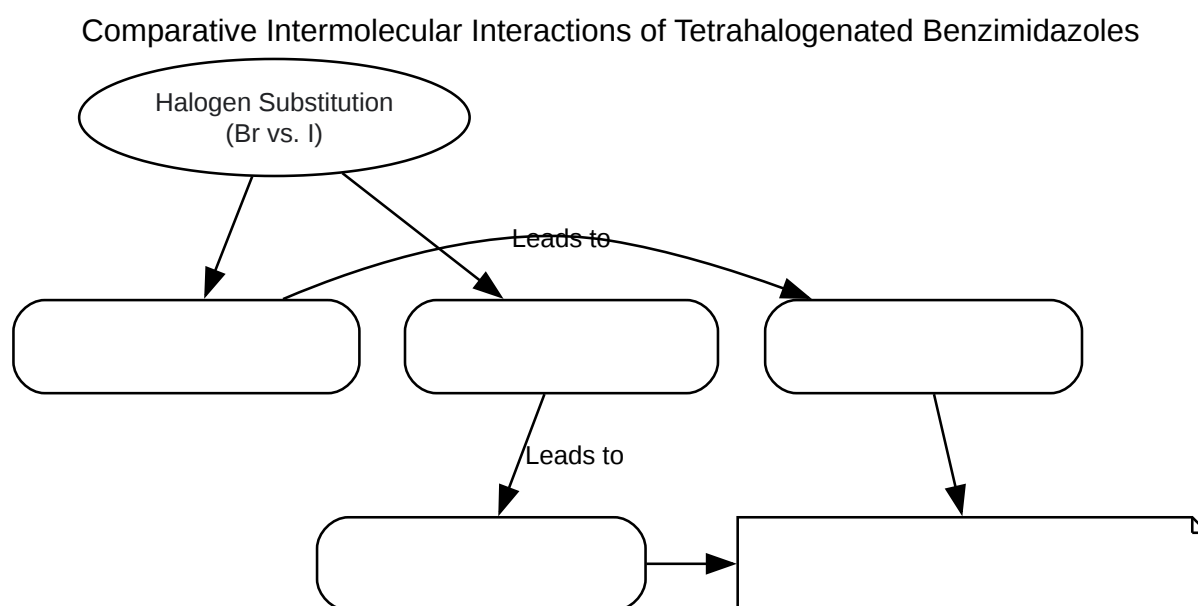 Comparative Intermolecular Interactions of Tetrahalogenated Benzimidazoles
Halogen Substitution
(Br vs. I)
Leads to
Leads to